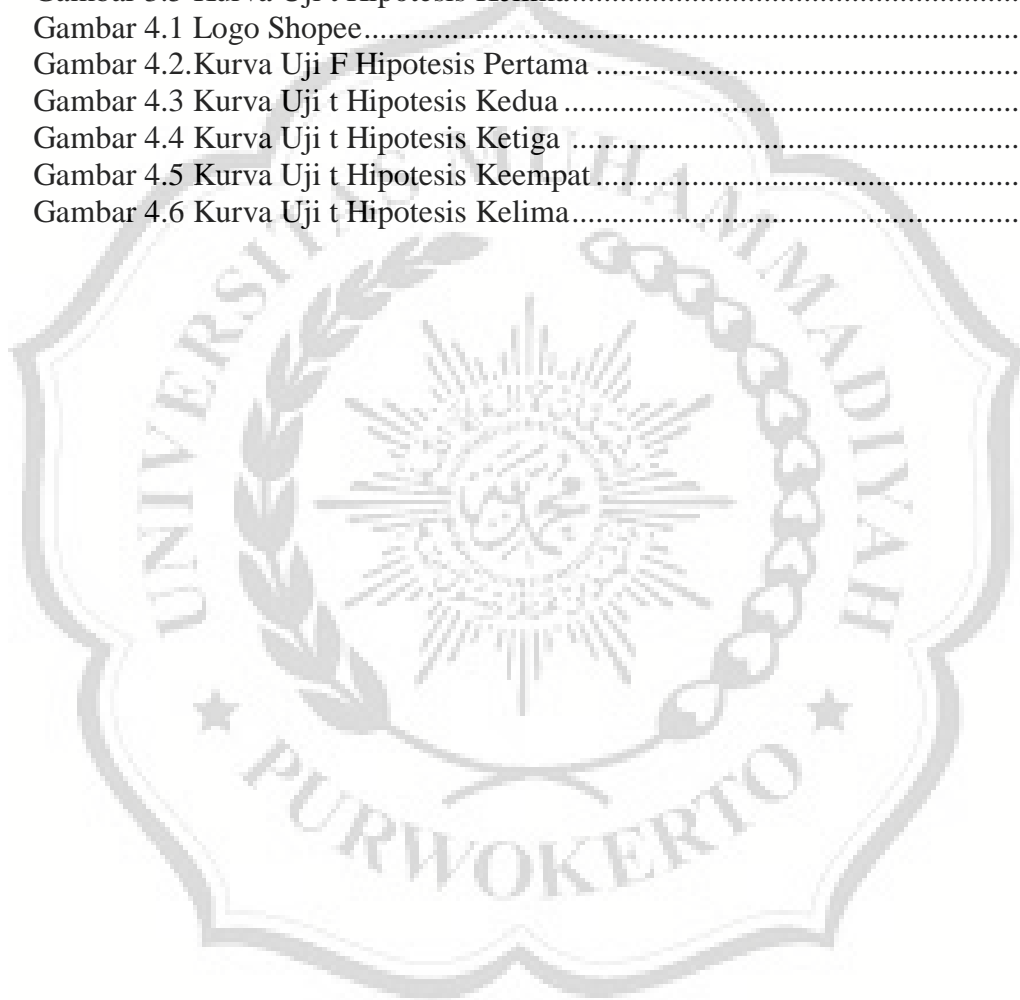 Gambar 4.1 Logo Shopee
Gambar 4.2.Kurva Uji F Hipotesis Pertama
Gambar 4.3 Kurva Uji t Hipotesis Kedua
Gambar 4.4 Kurva Uji t Hipotesis Ketiga
Gambar 4.5 Kurva Uji t Hipotesis Keempat
Gambar 4.6 Kurva Uji t Hipotesis Kelima
UNIVERSITAS MUHAMMADIYAH
PURWOKERTO